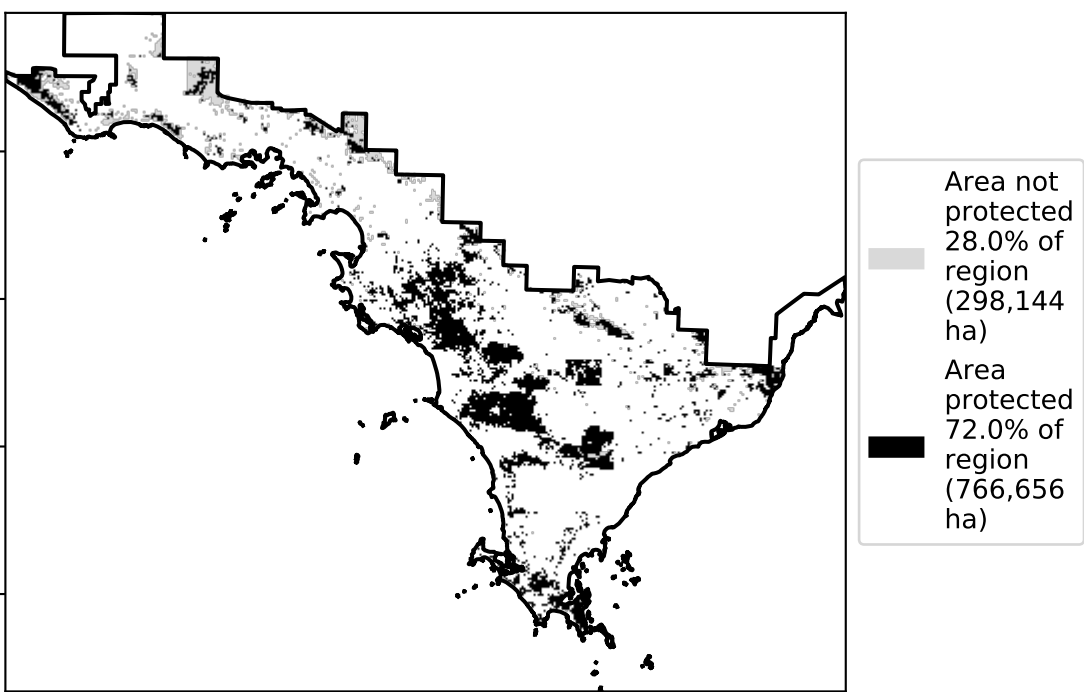 Area not
protected
28.0% of
region
(298,144
ha)
Area
protected
72.0% of
region
(766,656
ha)